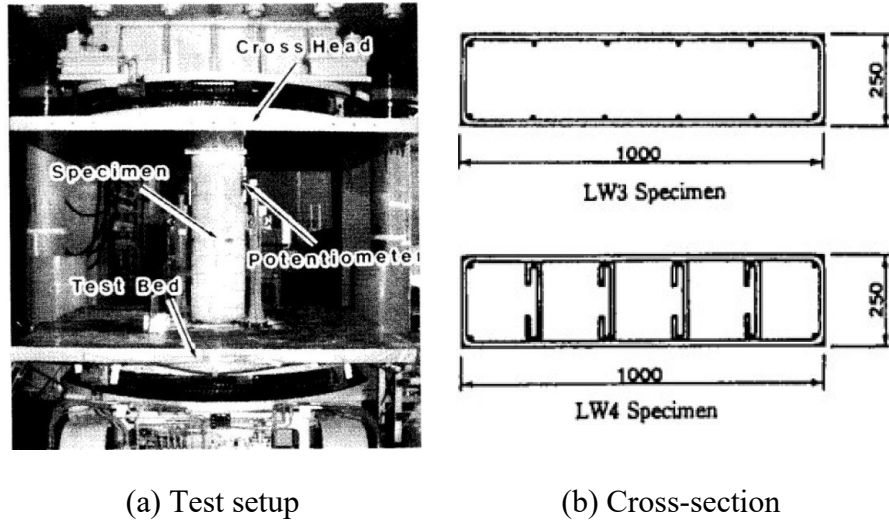 Cross Head
Specimen
Potentiometer
Test Bed
250
1000
LW3 Specimen
250
1000
LW4 Specimen
(a) Test setup
(b) Cross-section